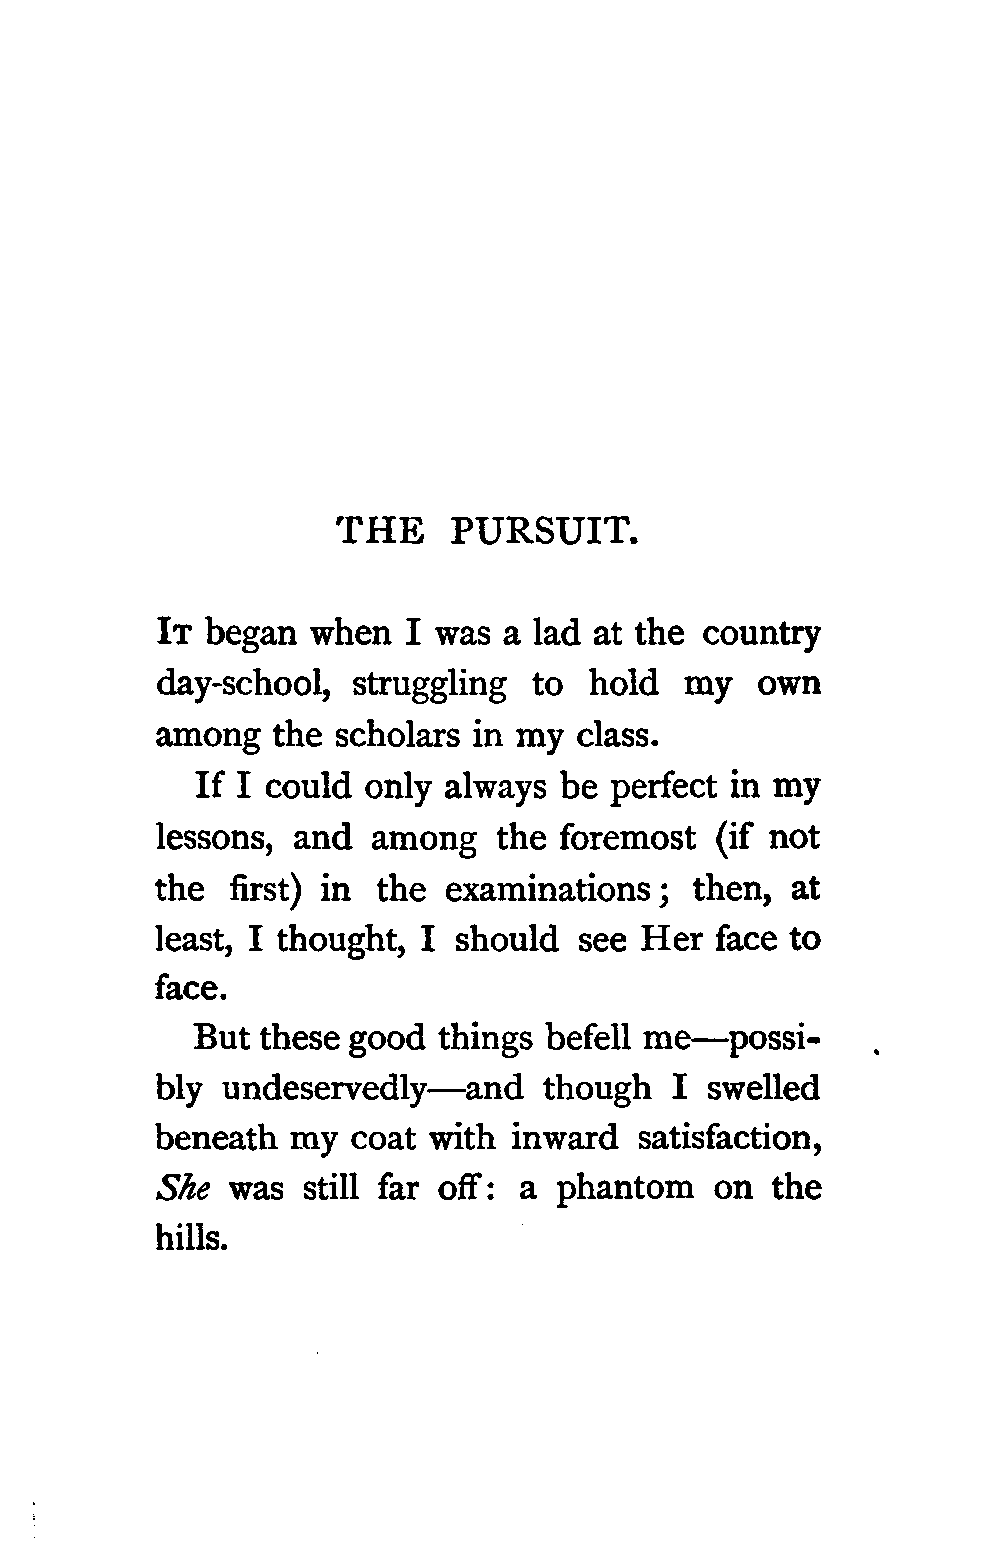 THE PURSUIT.
IT began when I was a lad at the country
day-school, struggling to hold my own
among the scholars in my class.
If I could only always be perfect in my
lessons, and among the foremost (if not
the first) in the examinations; then, at
least, I thought, I should see Her face to
face.
But these good things befell me—possi-
bly undeservedly—and though I swelled
beneath my coat with inward satisfaction,
She was still far off: a phantom on the
hills.